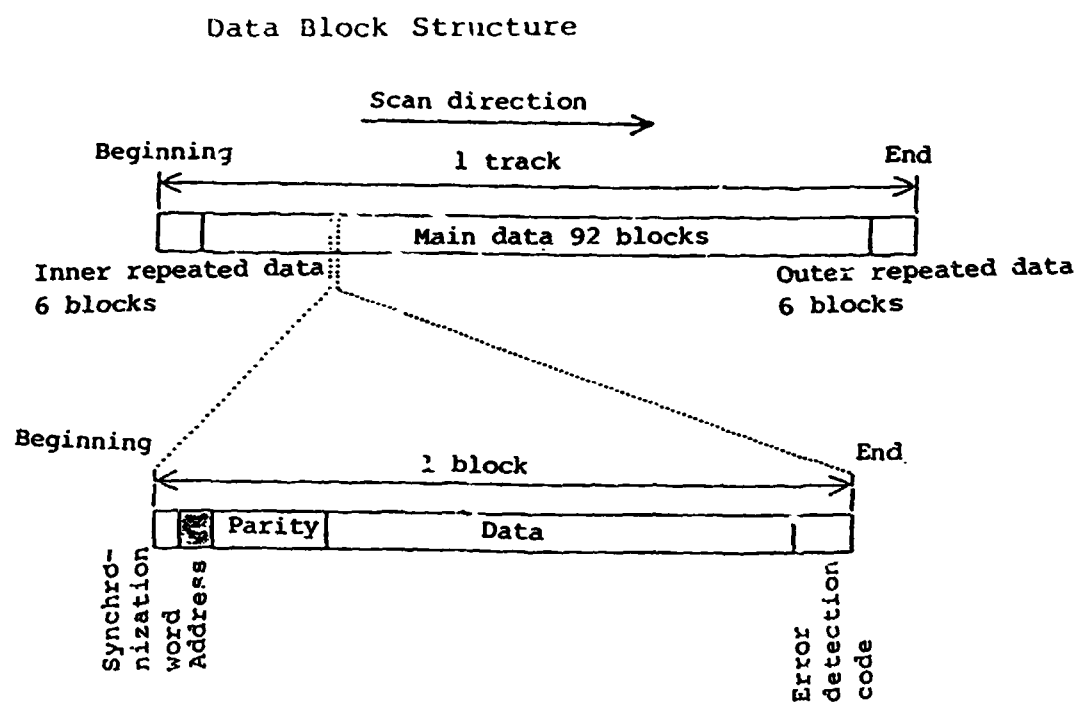 Data Block Structure
Scan direction
Beginning
1 track
End
Main data 92 blocks
Inner repeated data
6 blocks
Outer repeated data
6 blocks
Beginning
1 block
End
Parity
Data
Synchro-
nization
word
Address
Error
detection
code